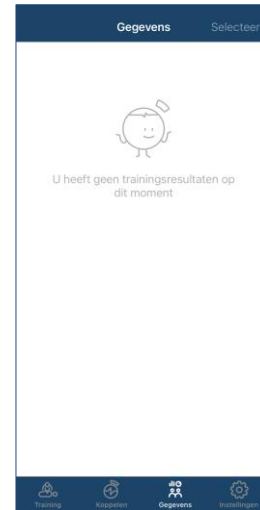 Gegevens Selecteer
U heeft geen trainingsresultaten op
dit moment
Training Koppelen Gegevens Instellingen